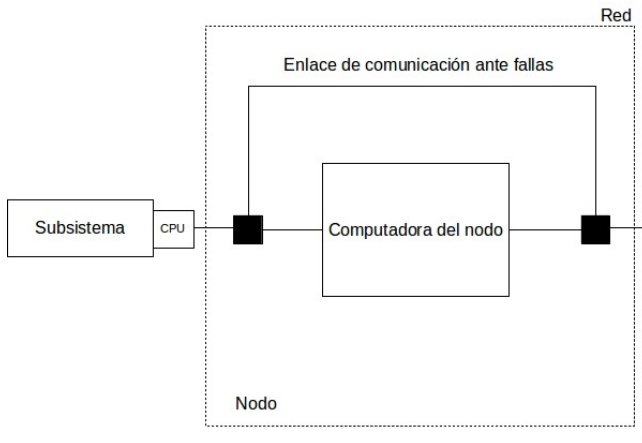 Red
Enlace de comunicación ante fallas
Subsistema
CPU
Computadora del nodo
Nodo